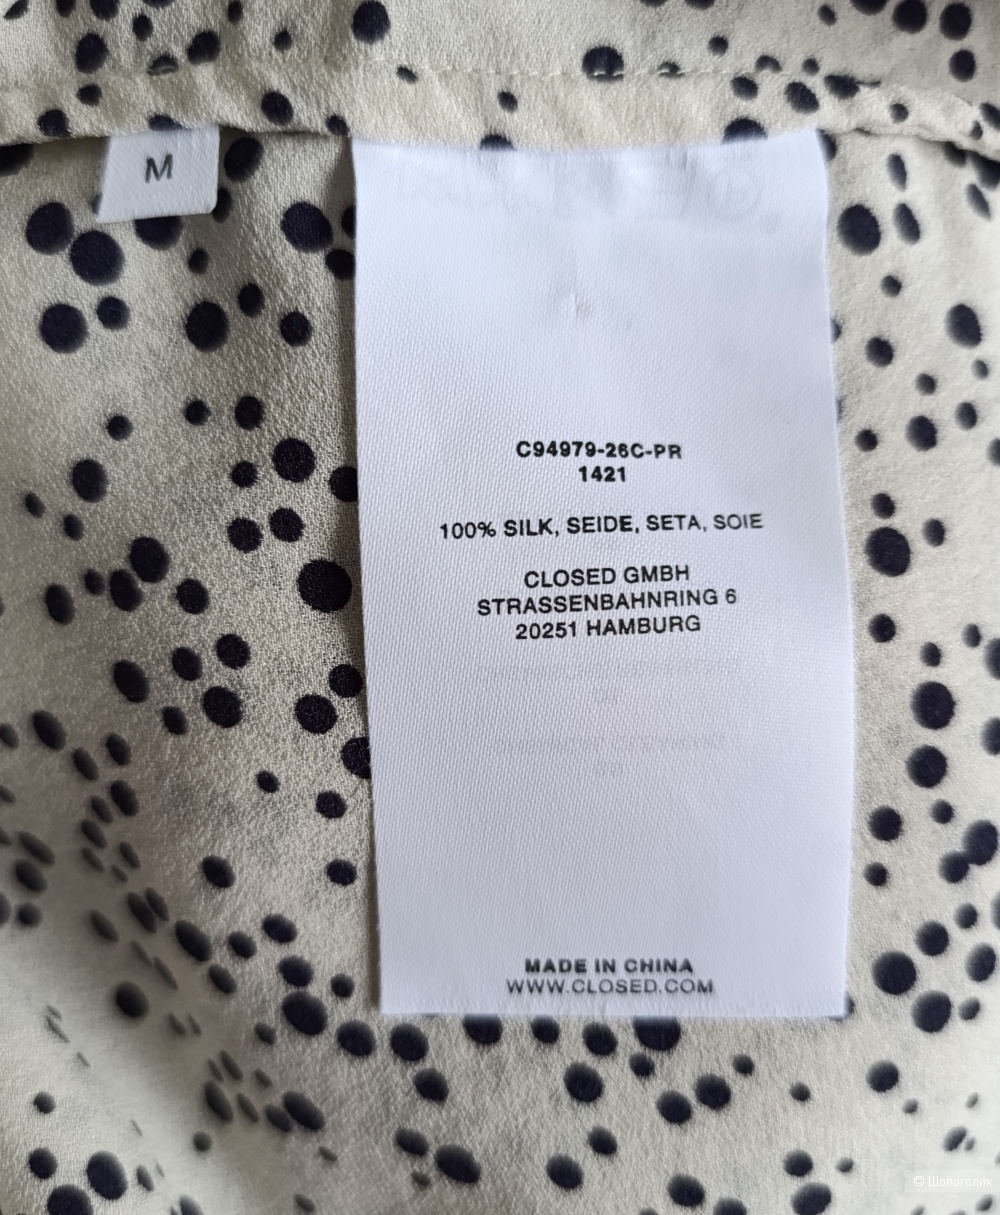 M
C94979-26C-PR
1421
100% SILK, SEIDE, SETA, SOIE
CLOSED GMBH
STRASSENBAHNRING 6
20251 HAMBURG
MADE IN CHINA
WWW.CLOSED.COM
© Шопоголик